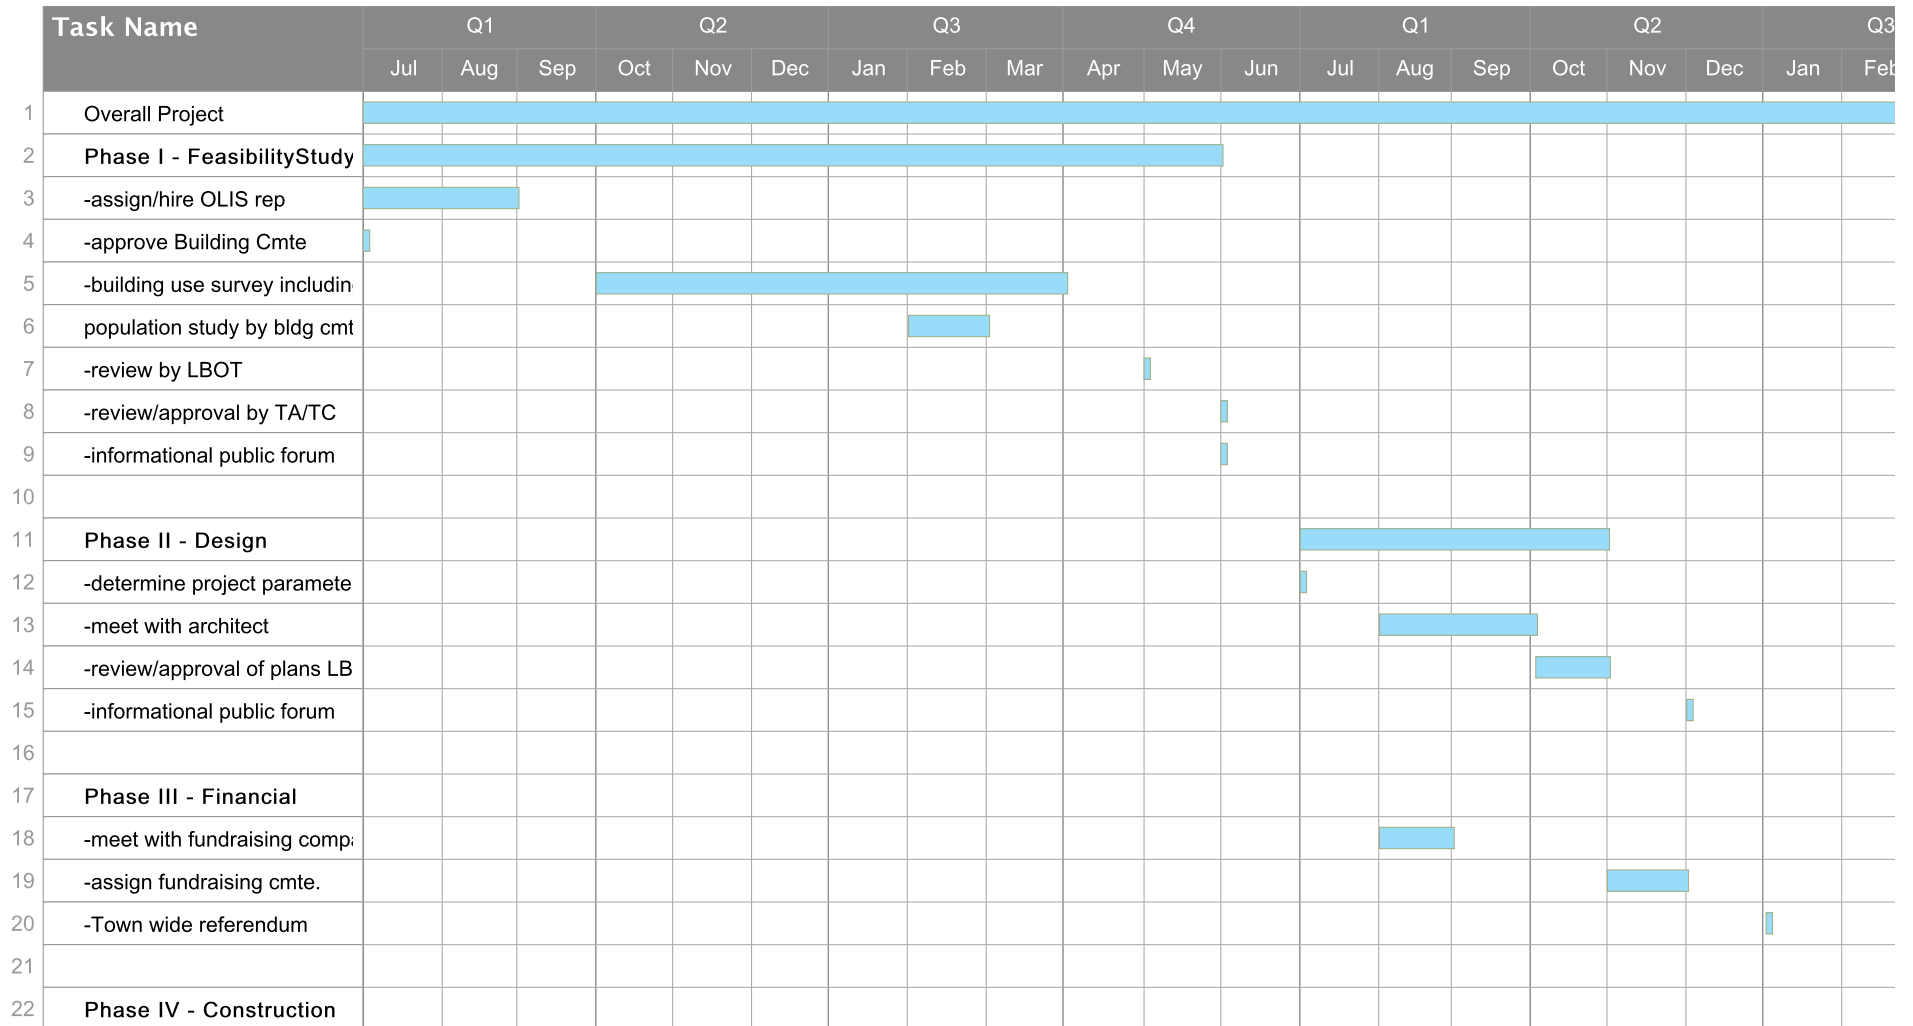 Task Name
Q1 Q2 Q3 Q4 Q1 Q2 Q3
Jul Aug Sep Oct Nov Dec Jan Feb Mar Apr May Jun Jul Aug Sep Oct Nov Dec Jan Feb
1 Overall Project
2 Phase I - FeasibilityStudy
3 -assign/hire OLIS rep
4 -approve Building Cmte
5 -building use survey includin
6 population study by bldg cmt
7 -review by LBOT
8 -review/approval by TA/TC
9 -informational public forum
10
11 Phase II - Design
12 -determine project paramete
13 -meet with architect
14 -review/approval of plans LB
15 -informational public forum
16
17 Phase III - Financial
18 -meet with fundraising compa
19 -assign fundraising cmte.
20 -Town wide referendum
21
22 Phase IV - Construction